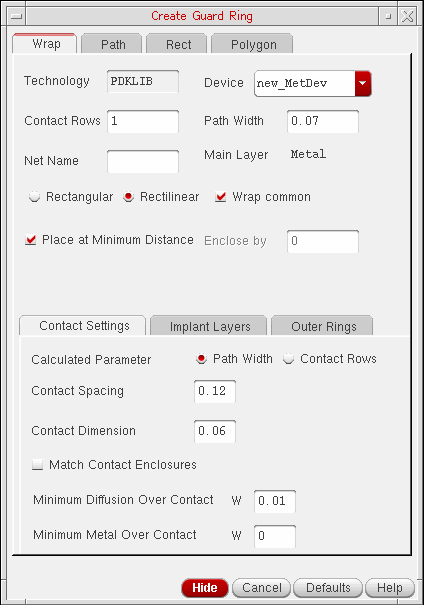 Create Guard Ring
Wrap Path Rect Polygon
Technology PDKLIB Device new_MetDev
Contact Rows 1 Path Width 0.07
Net Name Main Layer Metal
Rectangular Rectilinear Wrap common
Place at Minimum Distance Enclose by 0
Contact Settings Implant Layers Outer Rings
Calculated Parameter Path Width Contact Rows
Contact Spacing 0.12
Contact Dimension 0.06
Match Contact Enclosures
Minimum Diffusion Over Contact W 0.01
Minimum Metal Over Contact W 0
Hide Cancel Defaults Help